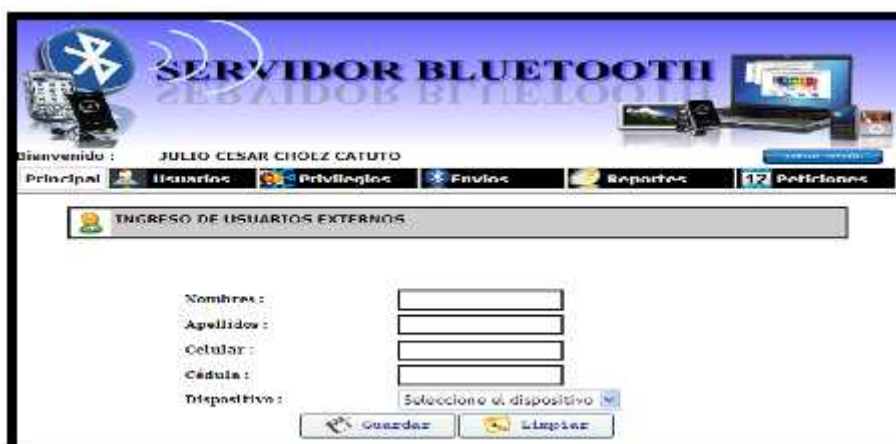 SERVIDOR BLUETOOTH
Bienvenido : JULIO CESAR CHOEZ CATUTO
Principal Usuarios Privilegios Envios Reportes 12 Peticiones
INGRESO DE USUARIOS EXTERNOS
Nombres :
Apellidos :
Celular :
Cédula :
Dispositivo : Seleccione el dispositivo
Guardar Limpiar